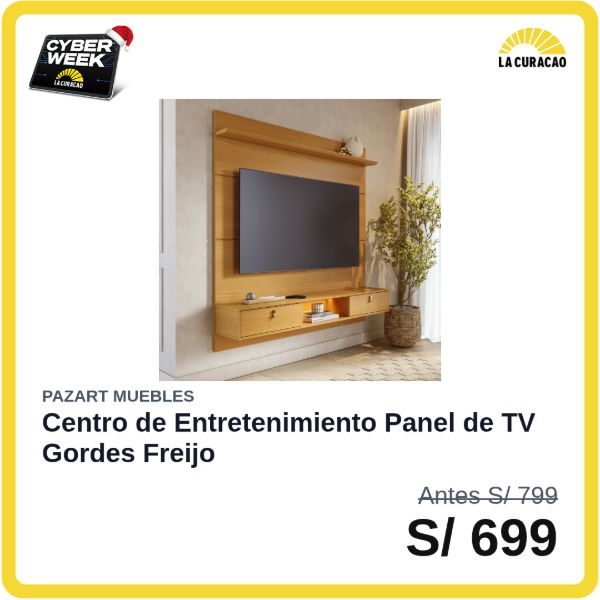 CYBER
WEEK
LA CURACAO
LA CURACAO
PAZART MUEBLES
Centro de Entretenimiento Panel de TV
Gordes Freijo
Antes S/ 799
S/ 699